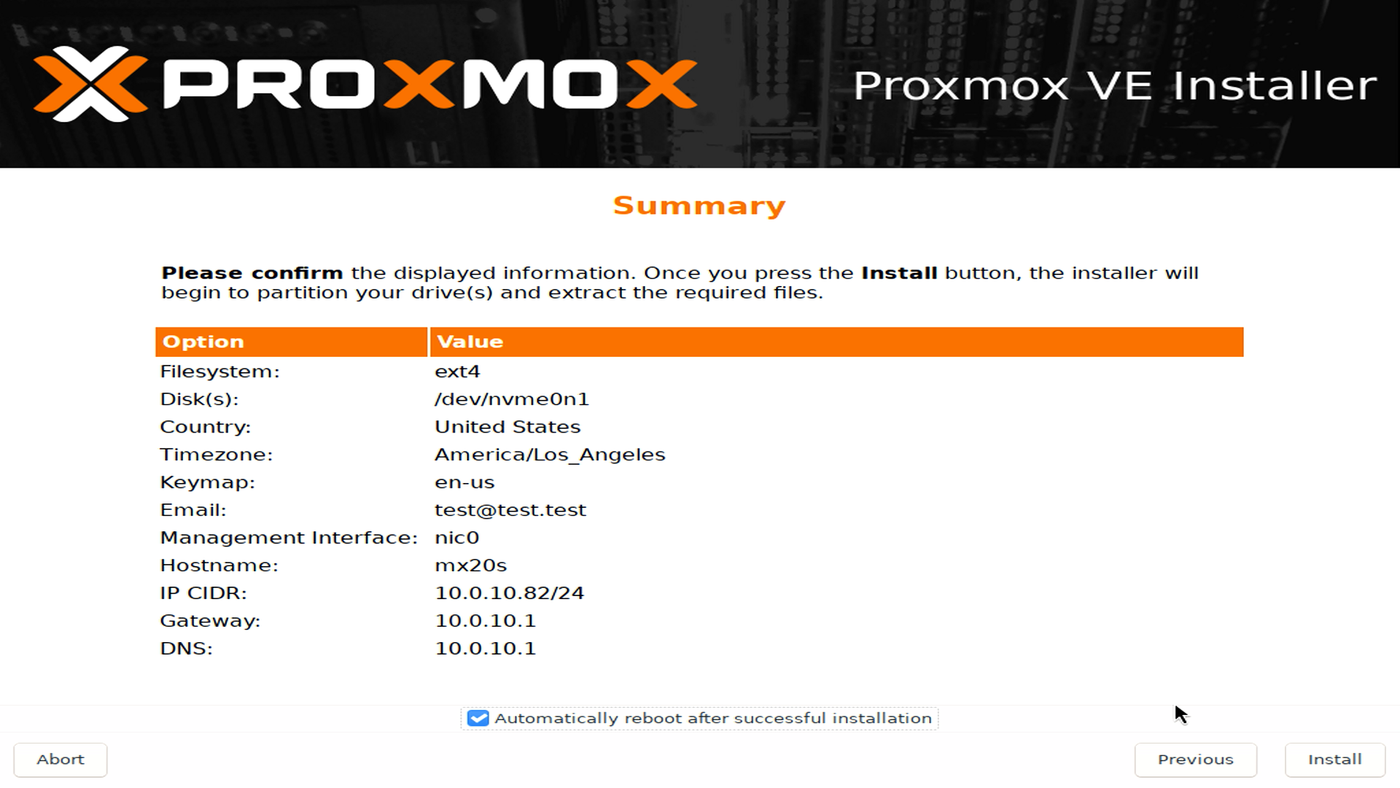 PROXMOX
Proxmox VE Installer
Summary
Please confirm the displayed information. Once you press the Install button, the installer will
begin to partition your drive(s) and extract the required files.
Option Value
Filesystem: ext4
Disk(s): /dev/nvme0n1
Country: United States
Timezone: America/Los_Angeles
Keymap: en-us
Email: test@test.test
Management Interface: nic0
Hostname: mx20s
IP CIDR: 10.0.10.82/24
Gateway: 10.0.10.1
DNS: 10.0.10.1
Automatically reboot after successful installation
Abort Previous Install